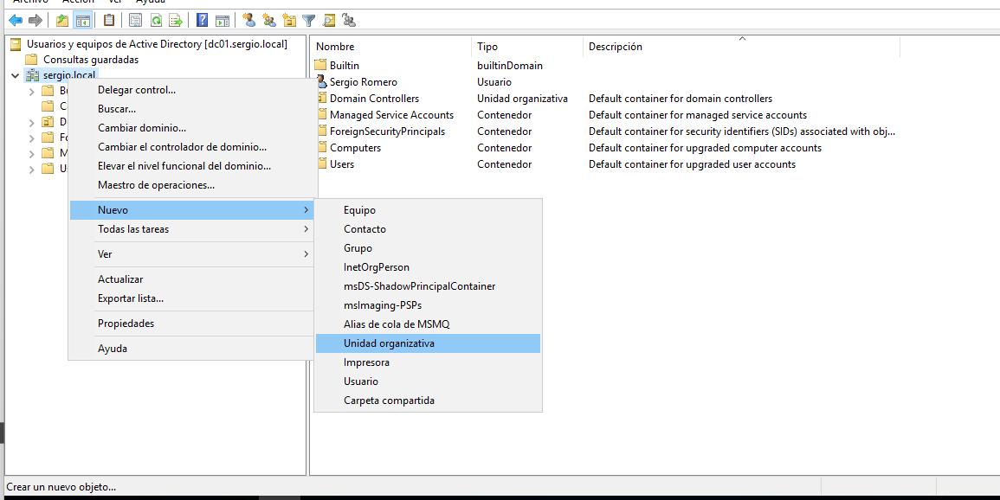 Archivo Acción Ver Ayuda
Usuarios y equipos de Active Directory [dc01.sergio.local]
Consultas guardadas
sergio.local
Nombre Tipo Descripción
Builtin builtinDomain
Sergio Romero Usuario
Domain Controllers Unidad organizativa Default container for domain controllers
Managed Service Accounts Contenedor Default container for managed service accounts
ForeignSecurityPrincipals Contenedor Default container for security identifiers (SIDs) associated with obj...
Computers Contenedor Default container for upgraded computer accounts
Users Contenedor Default container for upgraded user accounts
Delegar control...
Buscar...
Cambiar dominio...
Cambiar el controlador de dominio...
Elevar el nivel funcional del dominio...
Maestro de operaciones...
Nuevo
Todas las tareas
Ver
Actualizar
Exportar lista...
Propiedades
Ayuda
Equipo
Contacto
Grupo
InetOrgPerson
msDS-ShadowPrincipalContainer
msImaging-PSPs
Alias de cola de MSMQ
Unidad organizativa
Impresora
Usuario
Carpeta compartida
Crear un nuevo objeto...